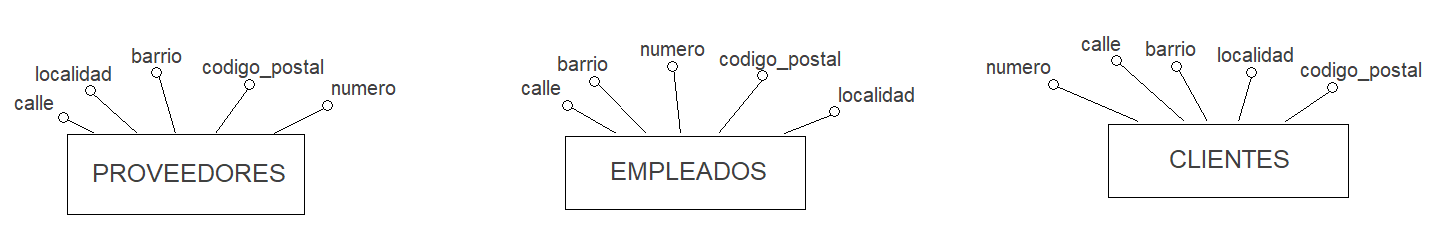 calle
localidad
barrio
codigo_postal
numero
PROVEEDORES
calle
barrio
numero
codigo_postal
localidad
EMPLEADOS
numero
calle
barrio
localidad
codigo_postal
CLIENTES